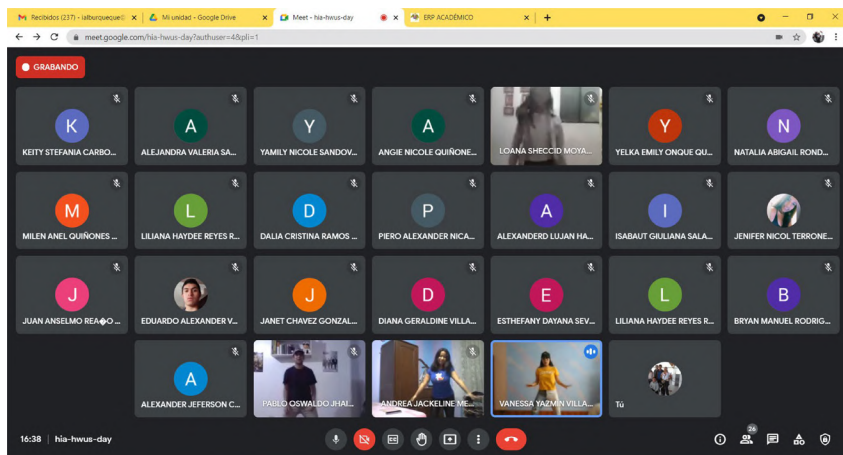 Recibidos (237) - ialburqueque@
Mi unidad - Google Drive
Meet - hia-hwus-day
ERP ACADÉMICO
meet.google.com/hia-hwus-day?authuser=4&pli=1
GRABANDO
K
KEITY STEFANIA CARBO...
A
ALEJANDRA VALERIA SA...
Y
YAMILY NICOLE SANDOV...
A
ANGIE NICOLE QUIÑONE...
LOANA SHECCID MOYA...
Y
YELKA EMILY ONQUE QU...
N
NATALIA ABIGAIL ROND...
M
MILEN ANEL QUIÑONES ...
L
LILIANA HAYDEE REYES R...
D
DALIA CRISTINA RAMOS ...
P
PIERO ALEXANDER NICA...
A
ALEXANDERD LUJAN HA...
I
ISABAUT GIULIANA SALA...
JENIFER NICOL TERRONE...
J
JUAN ANSELMO REA�O ...
EDUARDO ALEXANDER V...
J
JANET CHAVEZ GONZAL...
D
DIANA GERALDINE VILLA...
E
ESTHEFANY DAYANA SEV...
L
LILIANA HAYDEE REYES R...
B
BRYAN MANUEL RODRIG...
A
ALEXANDER JEFERSON C...
PABLO OSWALDO JHAI...
ANDREA JACKELINE ME...
VANESSA YAZMIN VILLA...
Tú
16:38 | hia-hwus-day
26